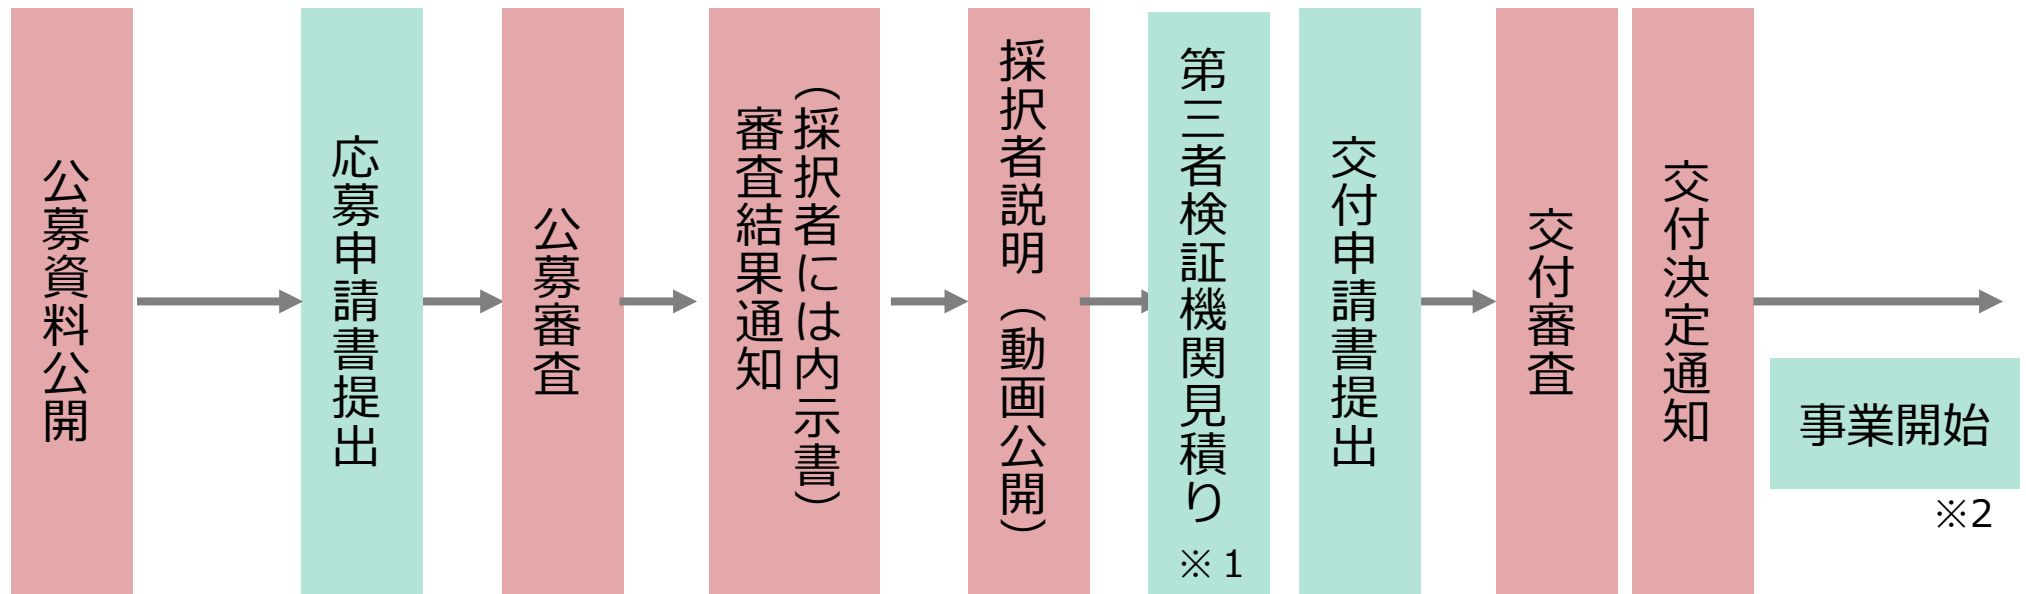 公募資料公開
応募申請書提出
公募審査
審査結果通知
（採択者には内示書）
採択者説明（動画公開）
第三者検証機関見積り
※１
交付申請書提出
交付審査
交付決定通知
事業開始
※2